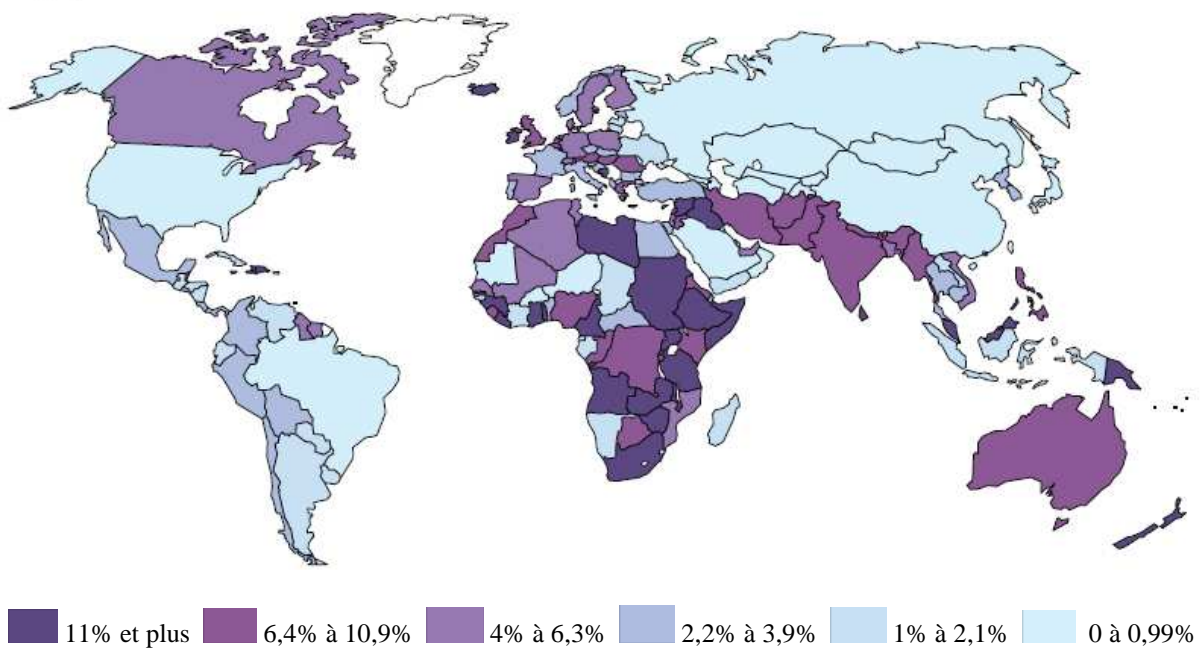 11% et plus 6,4% à 10,9% 4% à 6,3% 2,2% à 3,9% 1% à 2,1% 0 à 0,99%